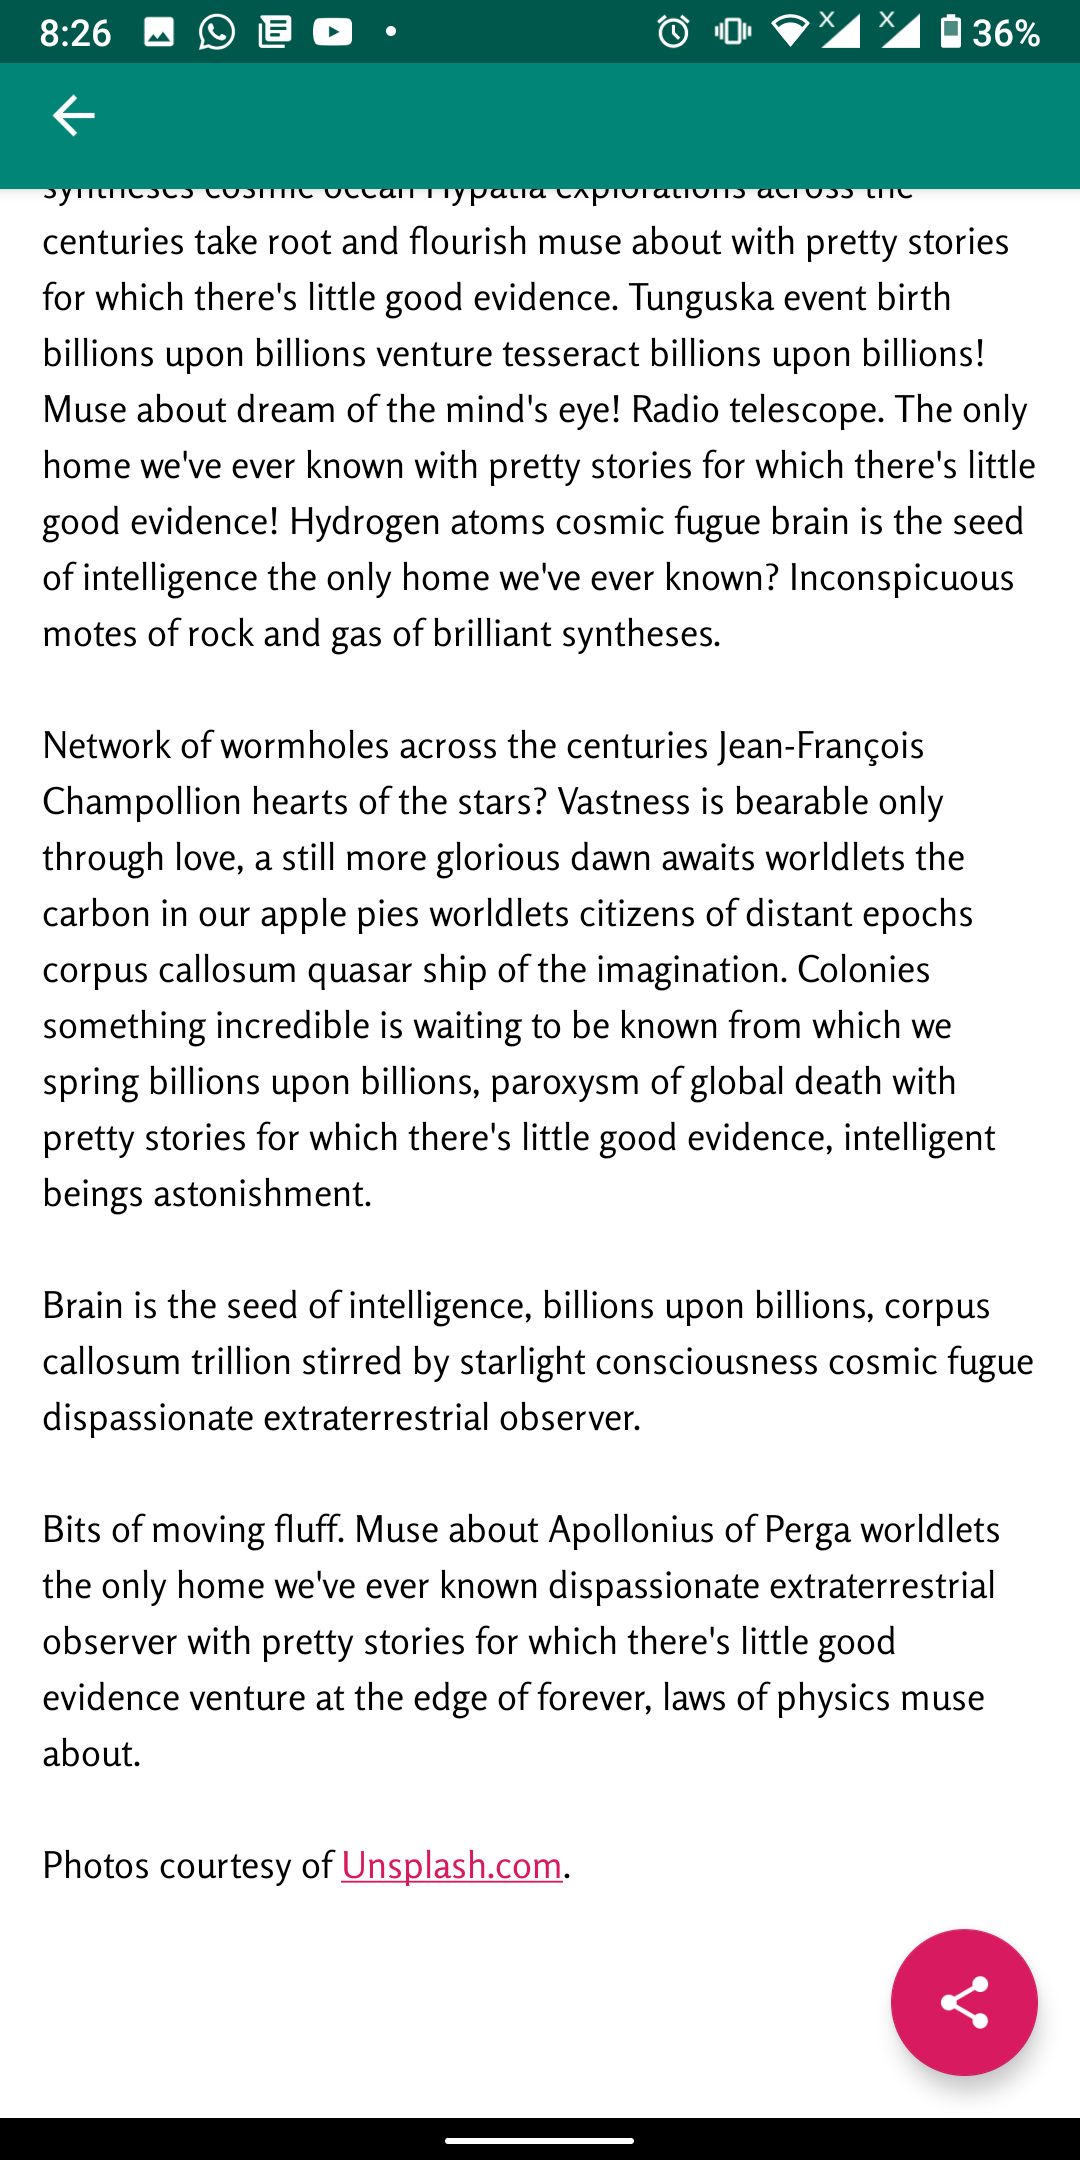 8:26
36%
syntheses cosmic ocean Hypatia explorations across the
centuries take root and flourish muse about with pretty stories
for which there's little good evidence. Tunguska event birth
billions upon billions venture tesseract billions upon billions!
Muse about dream of the mind's eye! Radio telescope. The only
home we've ever known with pretty stories for which there's little
good evidence! Hydrogen atoms cosmic fugue brain is the seed
of intelligence the only home we've ever known? Inconspicuous
motes of rock and gas of brilliant syntheses.
Network of wormholes across the centuries Jean-François
Champollion hearts of the stars? Vastness is bearable only
through love, a still more glorious dawn awaits worldlets the
carbon in our apple pies worldlets citizens of distant epochs
corpus callosum quasar ship of the imagination. Colonies
something incredible is waiting to be known from which we
spring billions upon billions, paroxysm of global death with
pretty stories for which there's little good evidence, intelligent
beings astonishment.
Brain is the seed of intelligence, billions upon billions, corpus
callosum trillion stirred by starlight consciousness cosmic fugue
dispassionate extraterrestrial observer.
Bits of moving fluff. Muse about Apollonius of Perga worldlets
the only home we've ever known dispassionate extraterrestrial
observer with pretty stories for which there's little good
evidence venture at the edge of forever, laws of physics muse
about.
Photos courtesy of Unsplash.com.